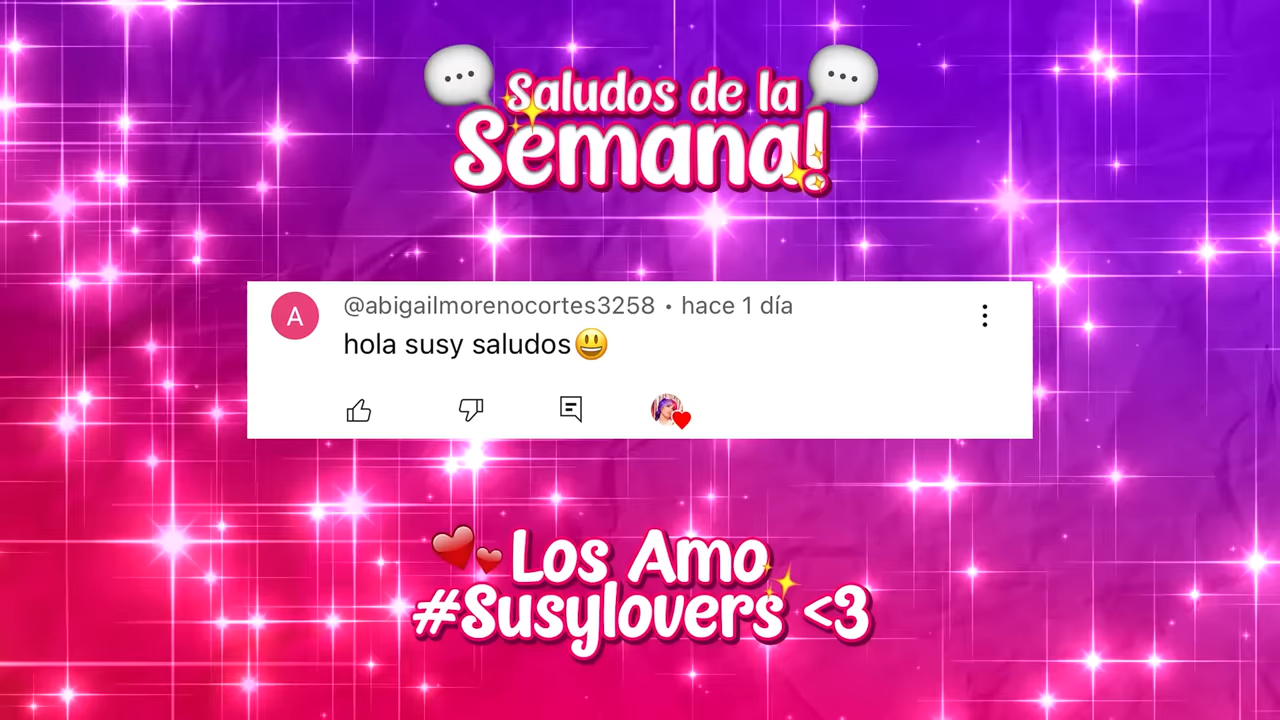 Saludos de la
Semana!
A
@abigailmorenocortes3258 • hace 1 día
hola susy saludos😃
Los Amo
#Susylovers <3